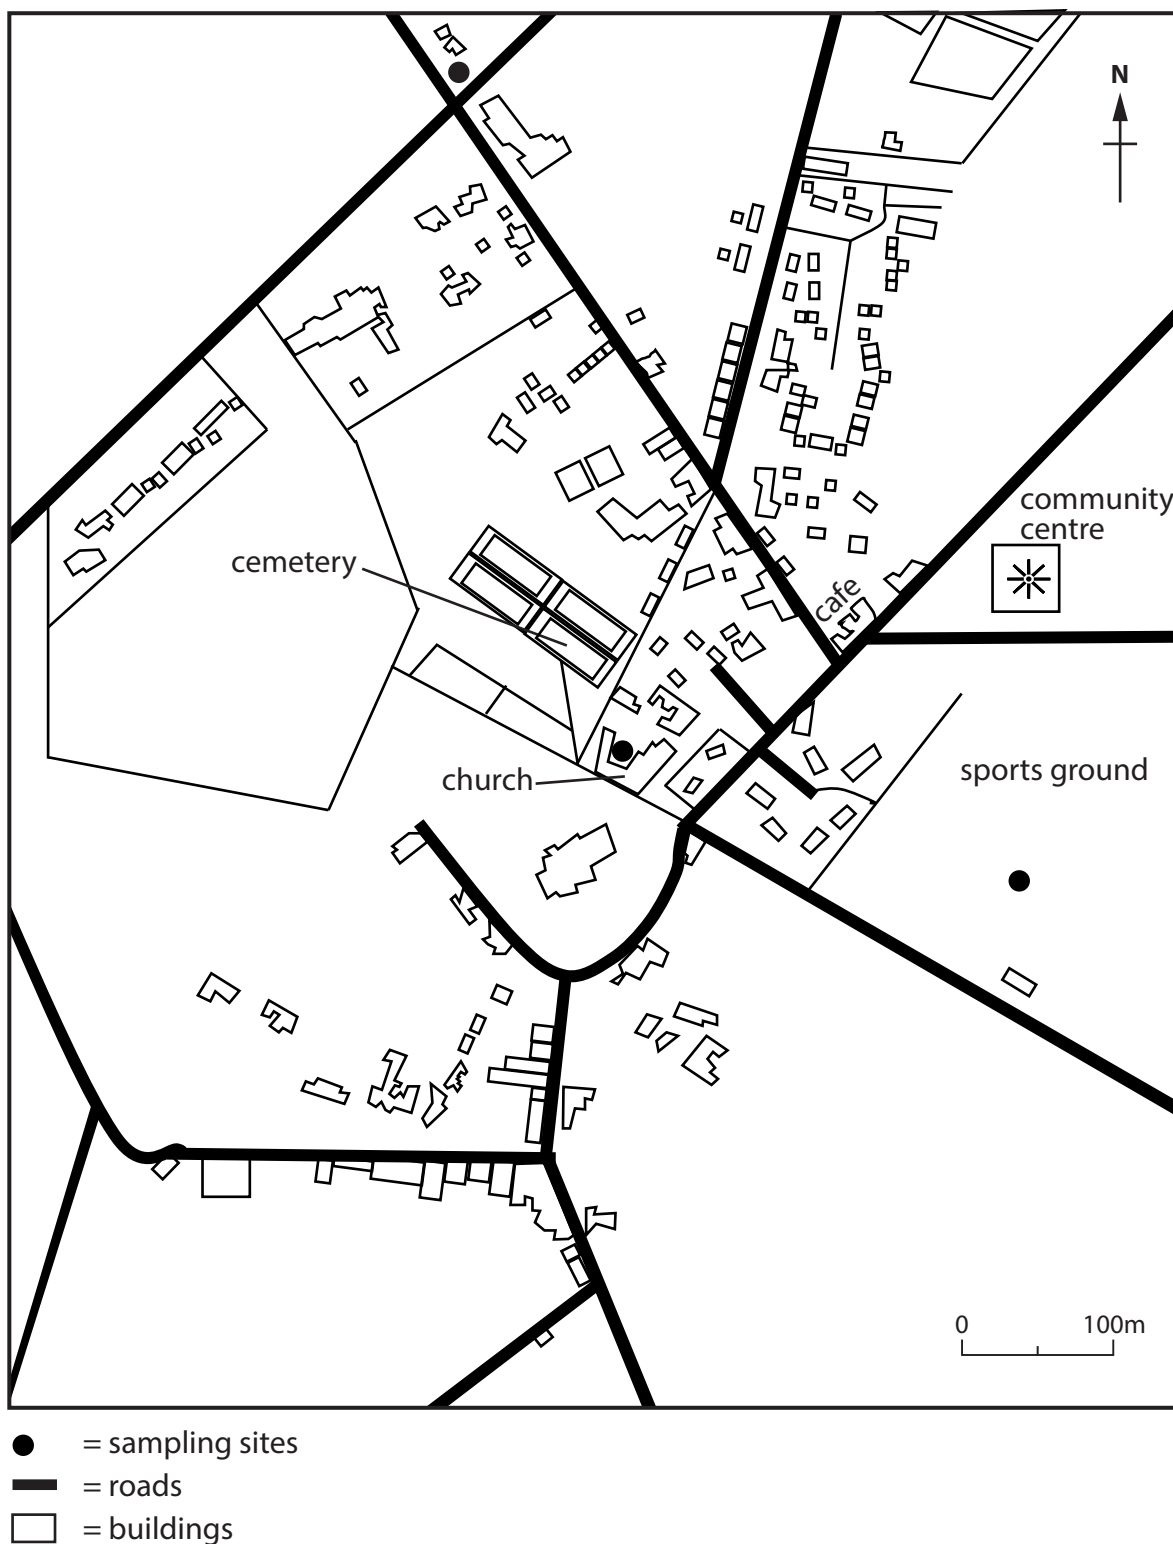 N
community
centre
cemetery
cafe
church
sports ground
0 100m
= sampling sites
= roads
= buildings